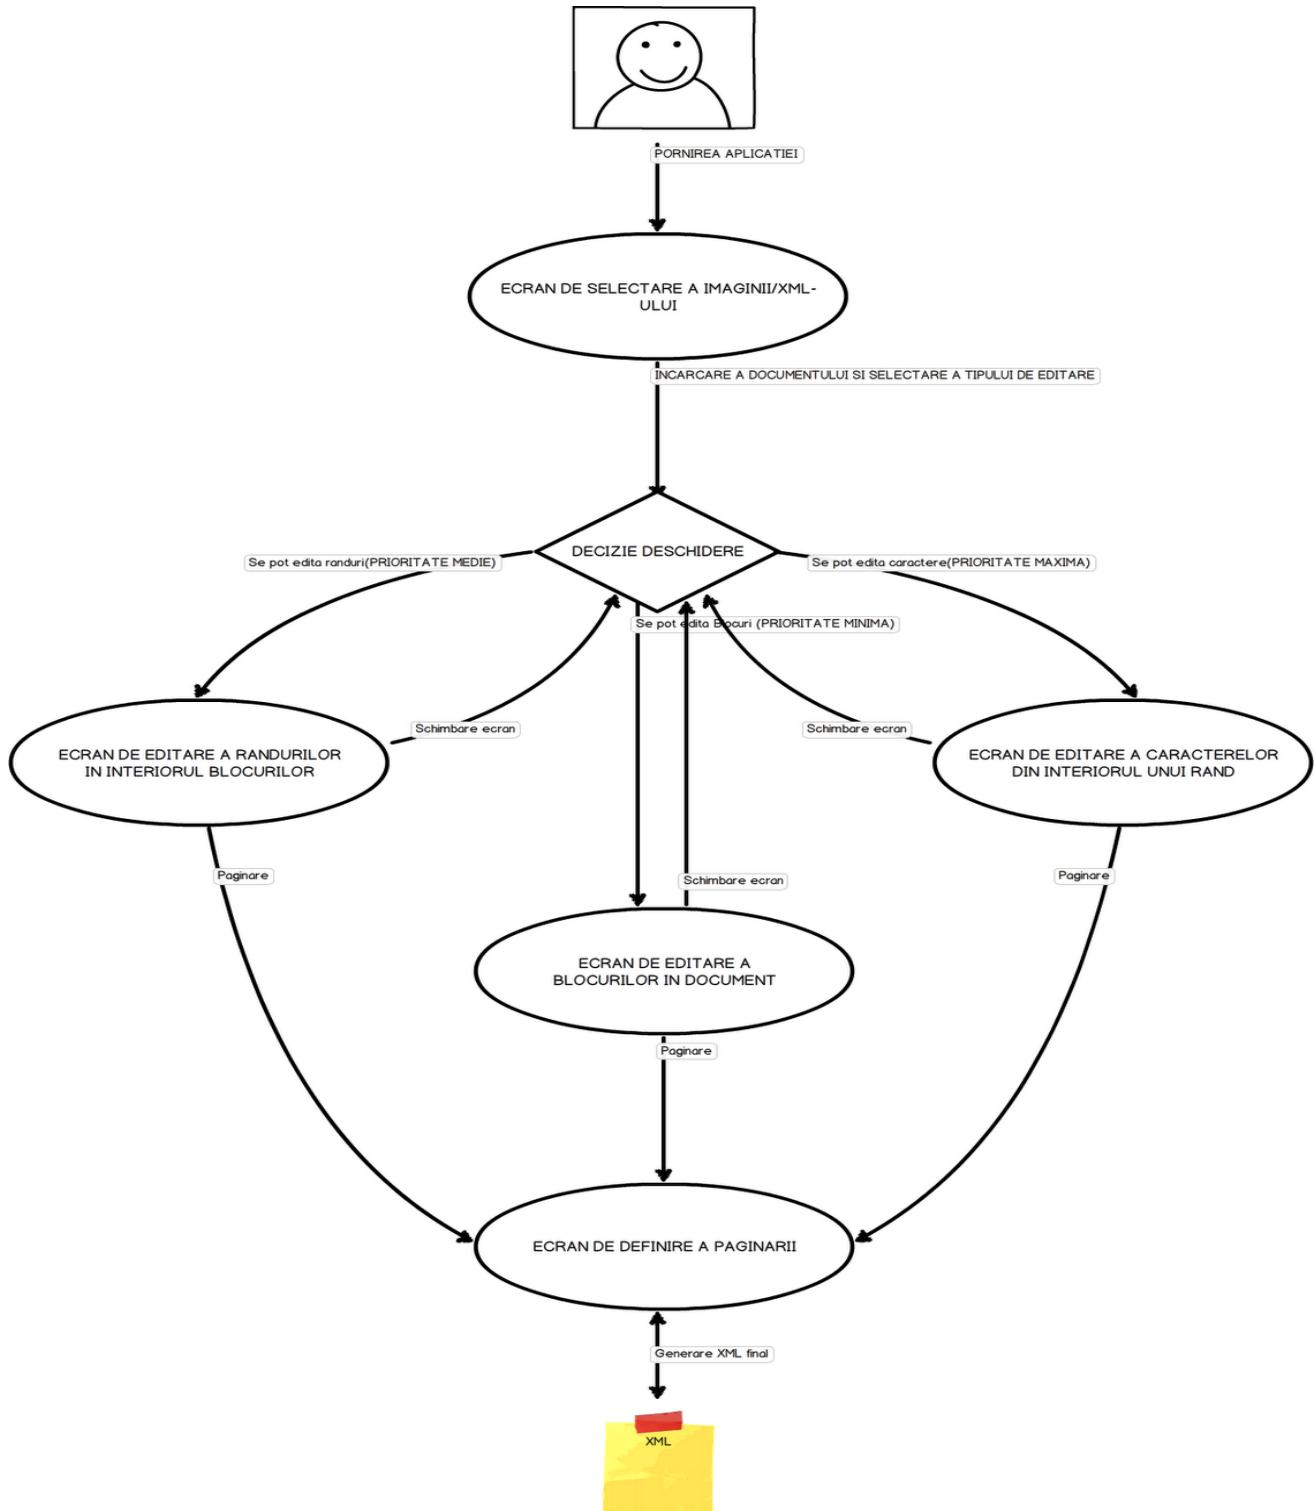 PORNIREA APLICATIEI
ECRAN DE SELECTARE A IMAGINII/XML-
ULUI
INCARCARE A DOCUMENTULUI SI SELECTARE A TIPULUI DE EDITARE
DECIZIE DESCHIDERE
Se pot edita randuri(PRIORITATE MEDIE)
Se pot edita caractere(PRIORITATE MAXIMA)
Se pot edita Blocuri (PRIORITATE MINIMA)
Schimbare ecran
Schimbare ecran
ECRAN DE EDITARE A RANDURILOR
IN INTERIORUL BLOCURILOR
ECRAN DE EDITARE A CARACTERELOR
DIN INTERIORUL UNUI RAND
Paginare
Schimbare ecran
Paginare
ECRAN DE EDITARE A
BLOCURILOR IN DOCUMENT
Paginare
ECRAN DE DEFINIRE A PAGINARII
Generare XML final
XML